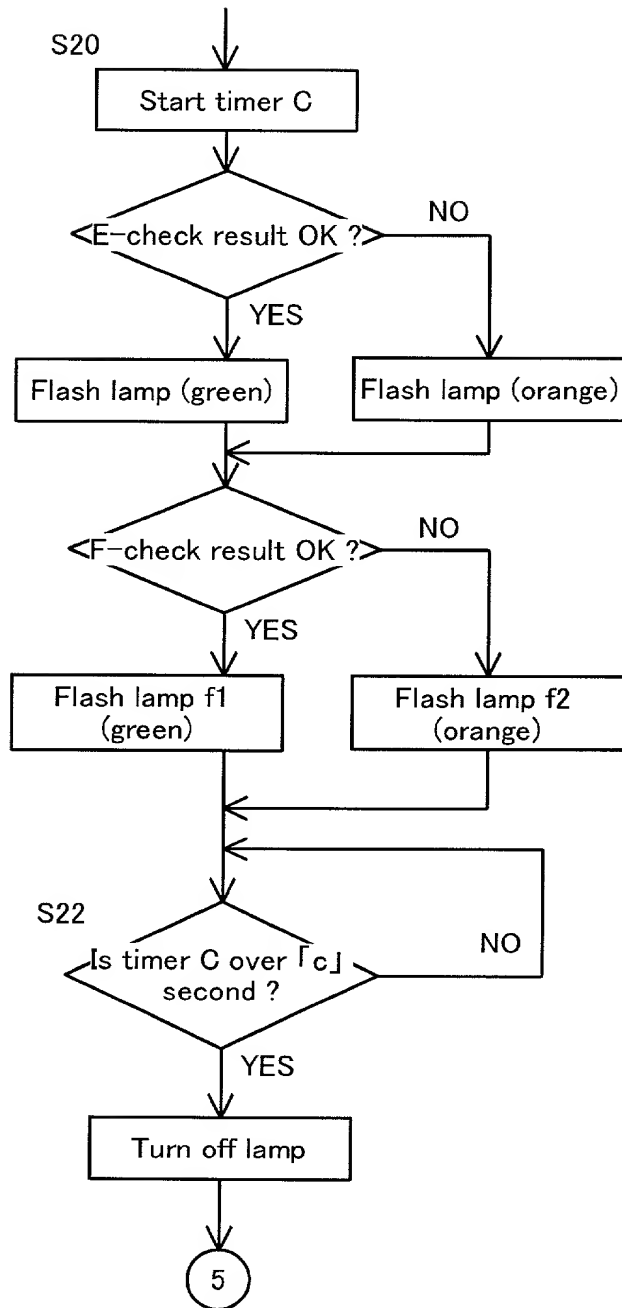 S20
Start timer C
E-check result OK ?
NO
YES
Flash lamp (green)
Flash lamp (orange)
F-check result OK ?
NO
YES
Flash lamp f1
(green)
Flash lamp f2
(orange)
S22
Is timer C over「c」
second ?
NO
YES
Turn off lamp
5